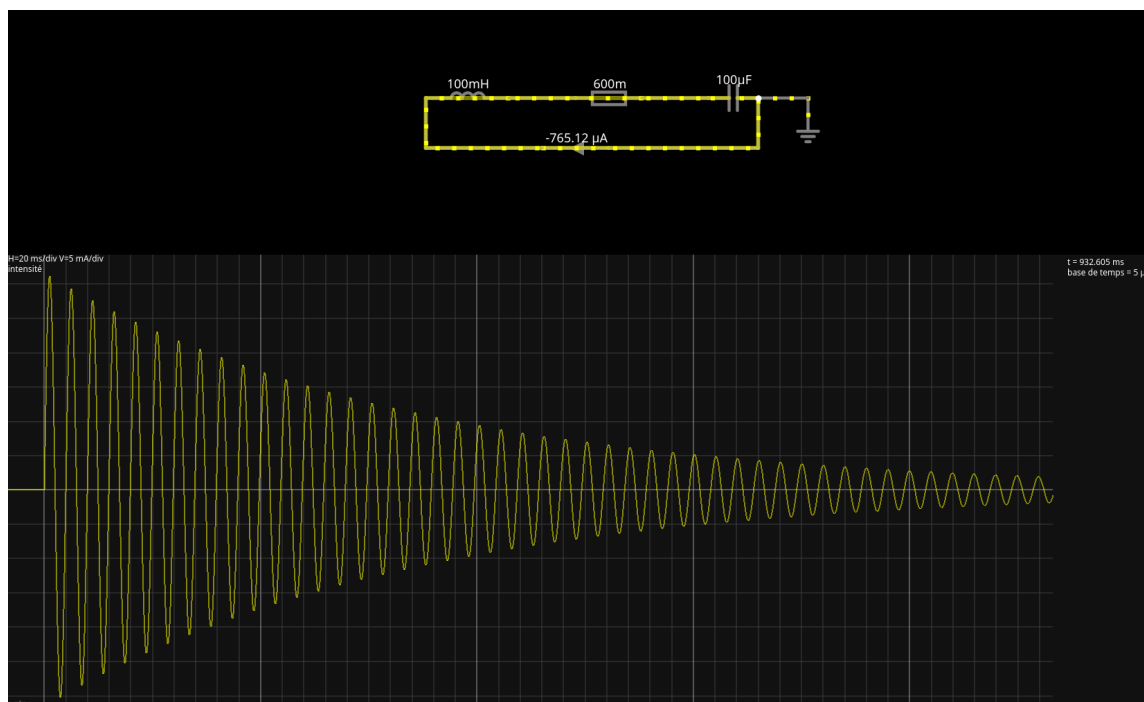 100mH
600m
100µF
-765.12 µA
H=20 ms/div V=5 mA/div
intensité
t = 932.605 ms
base de temps = 5 µ